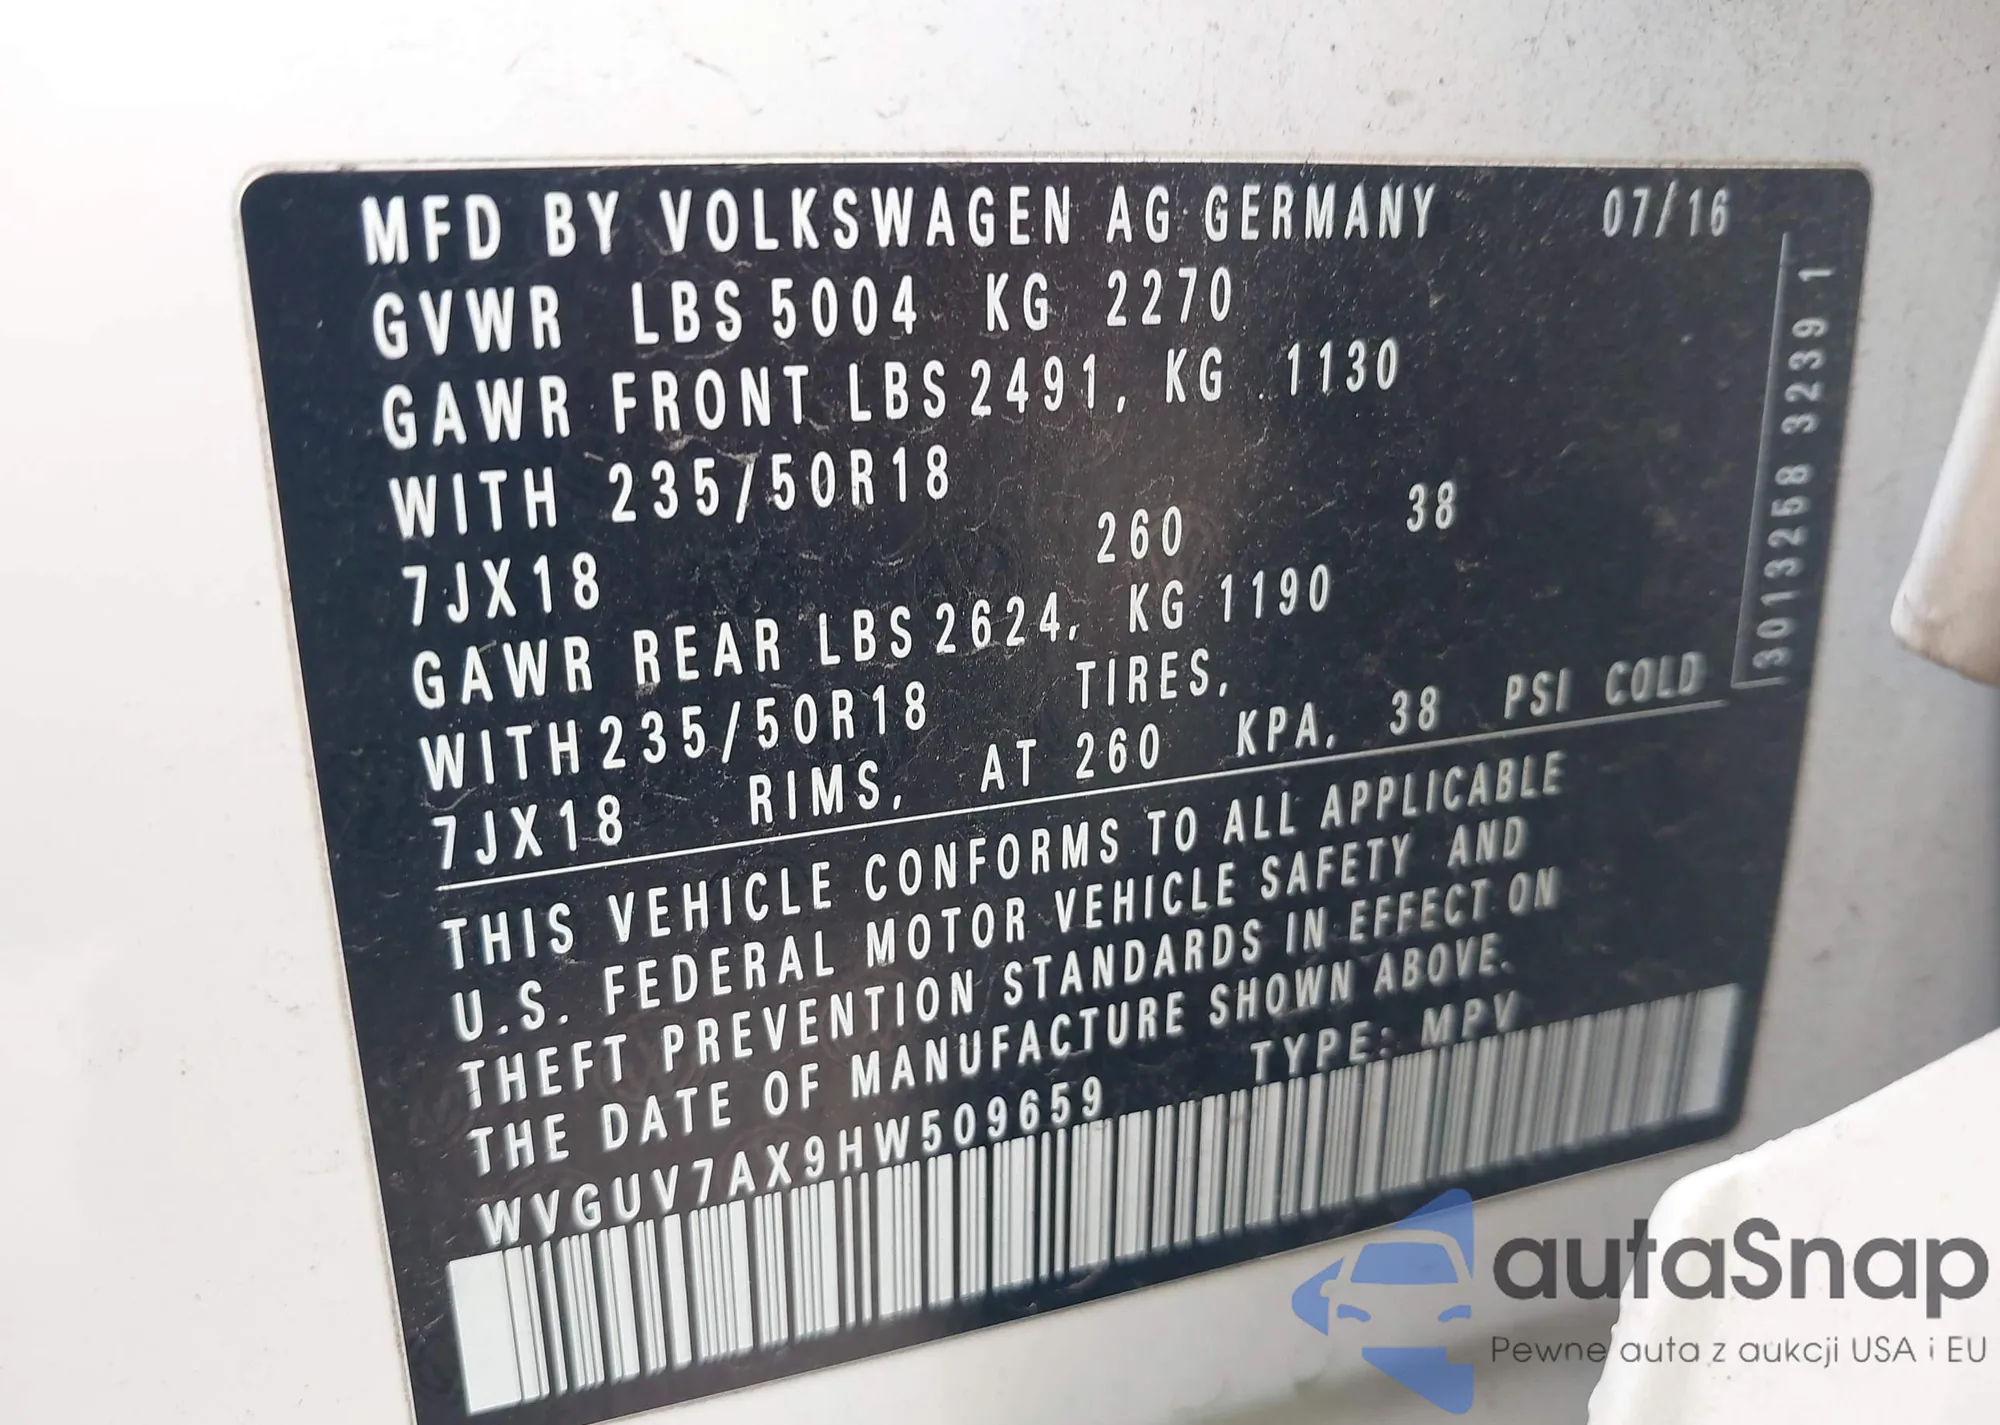 MFD BY VOLKSWAGEN AG GERMANY 07/16
GVWR LBS 5004 KG 2270
GAWR FRONT LBS 2491, KG 1130
WITH 235/50R18
7JX18 260 38
GAWR REAR LBS 2624, KG 1190
WITH 235/50R18 TIRES,
7JX18 RIMS, AT 260 KPA, 38 PSI COLD
THIS VEHICLE CONFORMS TO ALL APPLICABLE
U.S. FEDERAL MOTOR VEHICLE SAFETY AND
THEFT PREVENTION STANDARDS IN EFFECT ON
THE DATE OF MANUFACTURE SHOWN ABOVE.
WVGUV7AX9HW509659 TYPE: MPV
3013258 3239 1
autaSnap
Pewne auta z aukcji USA i EU